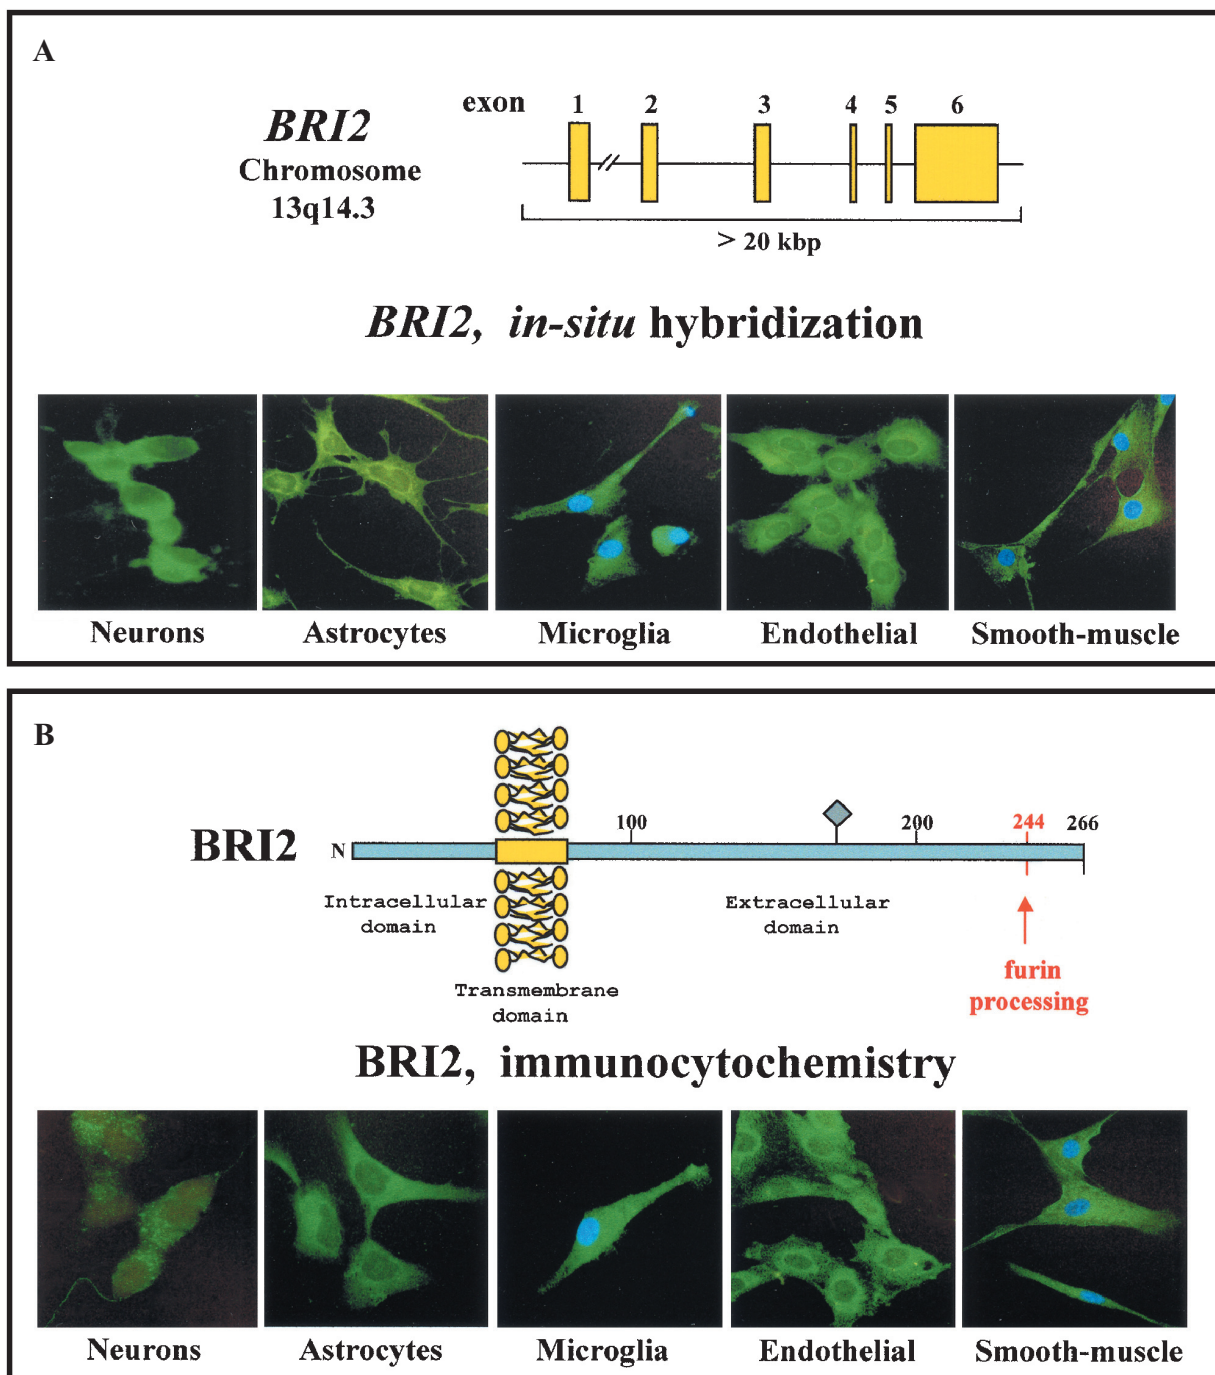 A
exon 1 2 3 4 5 6
BRI2
Chromosome
13q14.3
> 20 kbp
BRI2, in-situ hybridization
Neurons Astrocytes Microglia Endothelial Smooth-muscle
B
100 200 244 266
BRI2 N
Intracellular
domain
Extracellular
domain
furin
processing
Transmembrane
domain
BRI2, immunocytochemistry
Neurons Astrocytes Microglia Endothelial Smooth-muscle